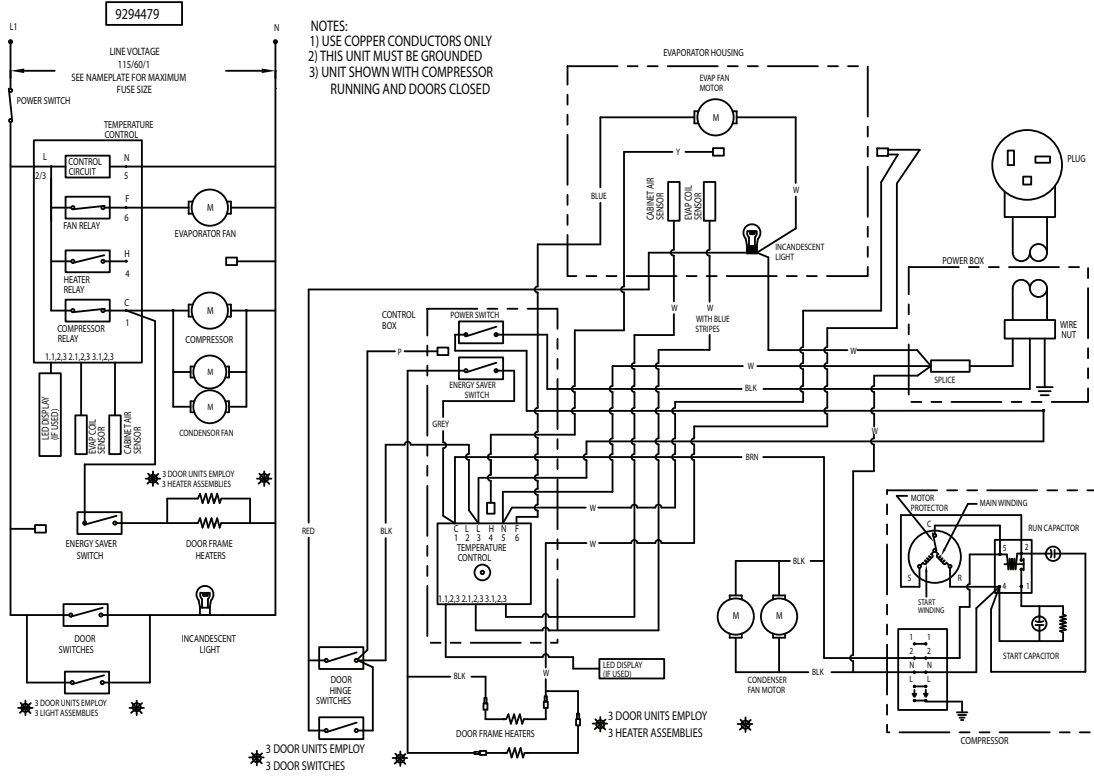 9294479
L1
N
NOTES:
1) USE COPPER CONDUCTORS ONLY
2) THIS UNIT MUST BE GROUNDED
3) UNIT SHOWN WITH COMPRESSOR
RUNNING AND DOORS CLOSED
LINE VOLTAGE
115/60/1
SEE NAMEPLATE FOR MAXIMUM
FUSE SIZE
POWER SWITCH
TEMPERATURE
CONTROL
L
2/3
CONTROL
CIRCUIT
N
5
F
6
FAN RELAY
M
EVAPORATOR FAN
H
4
HEATER
RELAY
C
1
COMPRESSOR
RELAY
M
COMPRESSOR
M
M
CONDENSOR FAN
1.1,2,3 2.1,2,3 3.1,2,3
LED DISPLAY
(IF USED)
EVAP COIL
SENSOR
CABINET AIR
SENSOR
3 DOOR UNITS EMPLOY
3 HEATER ASSEMBLIES
ENERGY SAVER
SWITCH
DOOR FRAME
HEATERS
DOOR
SWITCHES
INCANDESCENT
LIGHT
3 DOOR UNITS EMPLOY
3 LIGHT ASSEMBLIES
EVAPORATOR HOUSING
EVAP FAN
MOTOR
M
Y
BLUE
W
CABINET AIR
SENSOR
EVAP COIL
SENSOR
INCANDESCENT
LIGHT
W
W
WITH BLUE
STRIPES
PLUG
POWER BOX
WIRE
NUT
SPLICE
CONTROL
BOX
POWER SWITCH
P
ENERGY SAVER
SWITCH
GREY
W
W
BLK
W
BRN
RED
BLK
W
W
C L L H N F
1 2 3 4 5 6
TEMPERATURE
CONTROL
1.1,2,3 2.1,2,3 3.1,2,3
LED DISPLAY
(IF USED)
DOOR
HINGE
SWITCHES
3 DOOR UNITS EMPLOY
3 DOOR SWITCHES
BLK
W
DOOR FRAME HEATERS
3 DOOR UNITS EMPLOY
3 HEATER ASSEMBLIES
BLK
M
M
BLK
CONDENSER
FAN MOTOR
MOTOR
PROTECTOR
MAIN WINDING
C
S
R
START
WINDING
5
2
4
1
RUN CAPACITOR
START CAPACITOR
1 1
2 2
N N
L L
COMPRESSOR